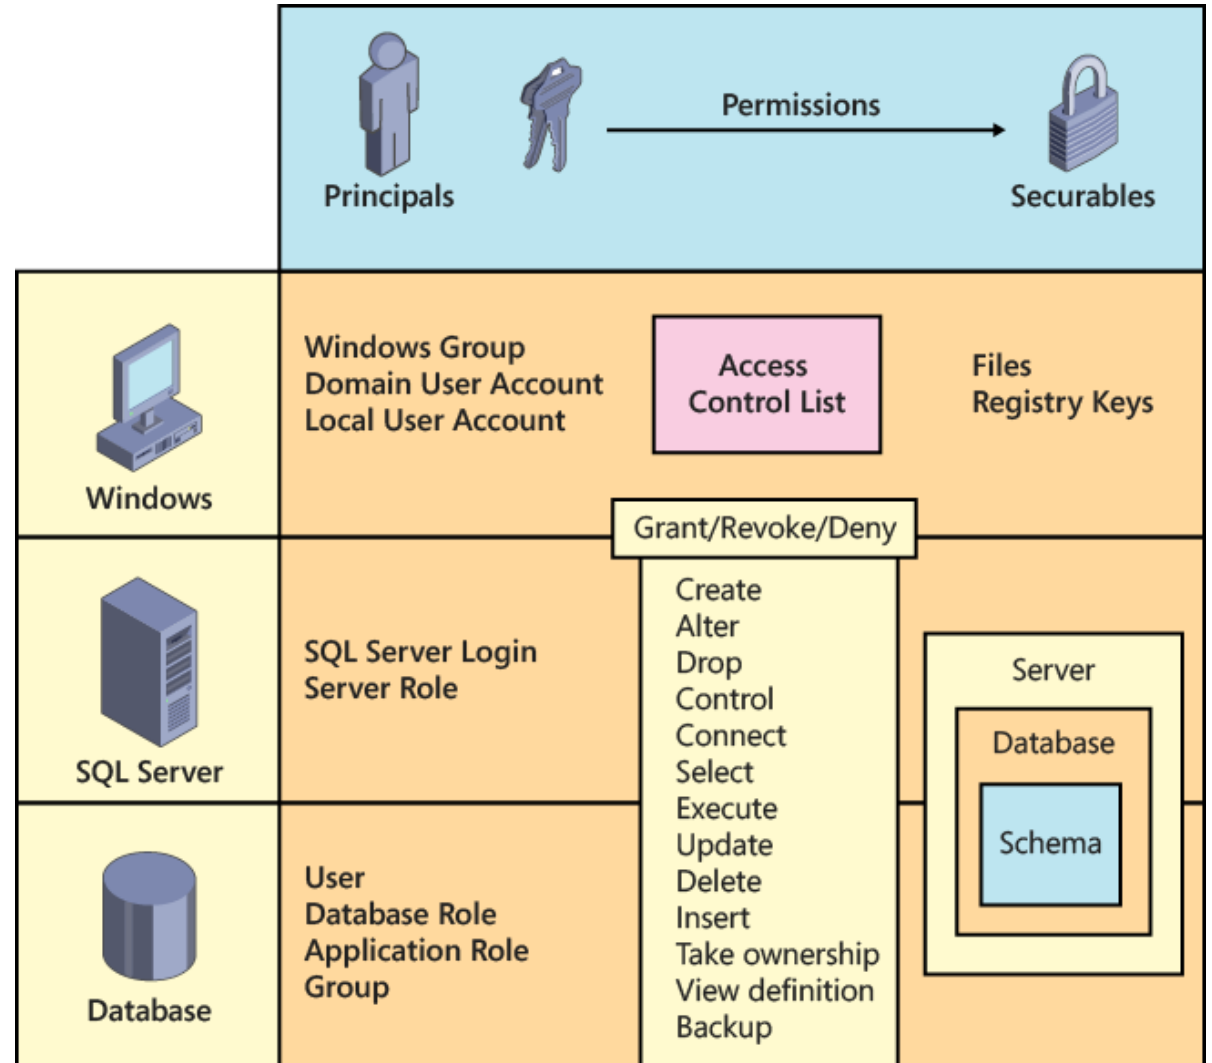 Permissions
Principals
Securables
Windows
Windows Group
Domain User Account
Local User Account
Access
Control List
Files
Registry Keys
Grant/Revoke/Deny
SQL Server
SQL Server Login
Server Role
Create
Alter
Drop
Control
Connect
Select
Execute
Update
Delete
Insert
Take ownership
View definition
Backup
Server
Database
Schema
Database
User
Database Role
Application Role
Group